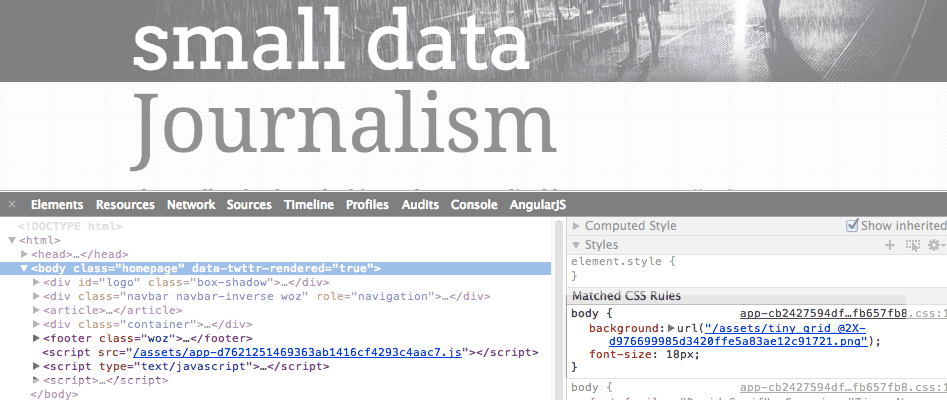 small data
Journalism
× Elements Resources Network Sources Timeline Profiles Audits Console AngularJS
<!DOCTYPE html>
▼<html>
▶<head>…</head>
▼<body class="homepage" data-twttr-rendered="true">
▶<div id="logo" class="box-shadow">…</div>
▶<div class="navbar navbar-inverse woz" role="navigation">…</div>
▶<article>…</article>
▶<div class="container">…</div>
▶<footer class="woz">…</footer>
<script src="/assets/app-d7621251469363ab1416cf4293c4aac7.js"></script>
▶<script type="text/javascript">…</script>
▶<script>…</script>
</body>
▶ Computed Style Show inherited
▼ Styles
element.style {
}
Matched CSS Rules
body { app-cb2427594df…fb657fb8.css:1
background:▶url("/assets/tiny_grid_@2X-
d976699985d3420ffe5a83ae12c91721.png");
font-size: 18px;
}
body { app-cb2427594df…fb657fb8.css:1